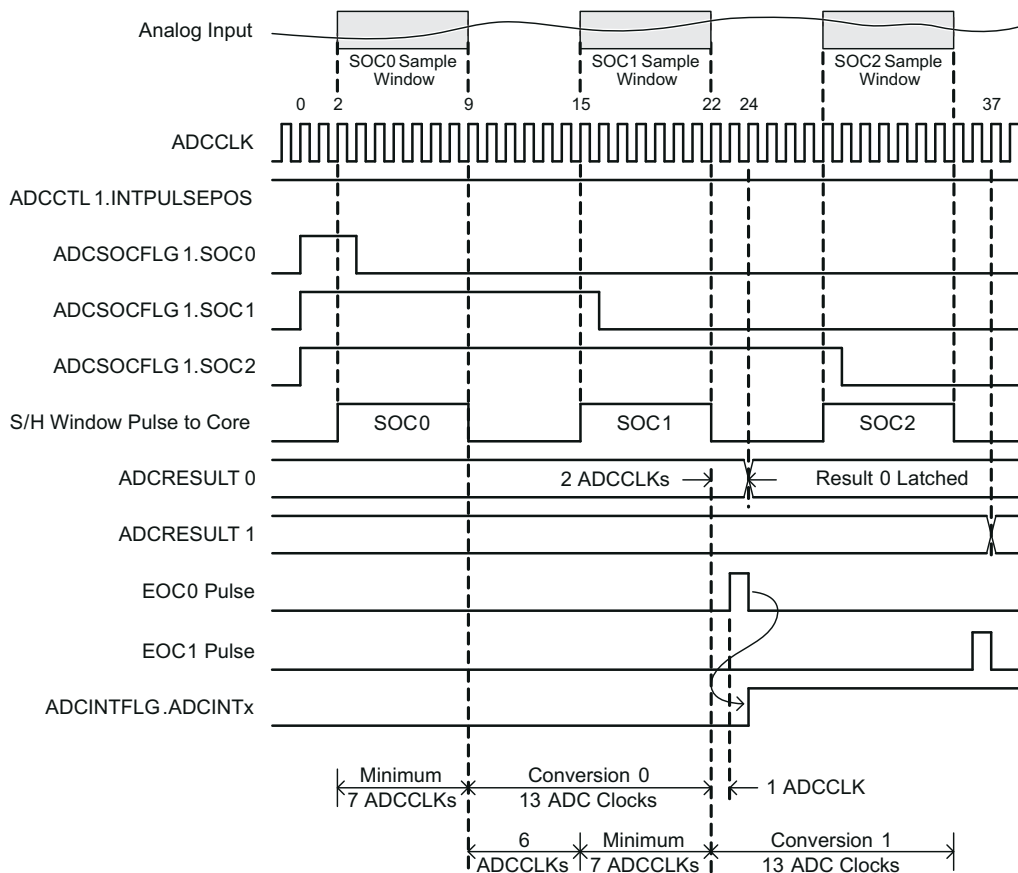 Analog Input
SOC0 Sample
Window
SOC1 Sample
Window
SOC2 Sample
Window
0 2 9 15 22 24 37
ADCCLK
ADCCTL 1.INTPULSEPOS
ADCSOCFLG 1.SOC0
ADCSOCFLG 1.SOC1
ADCSOCFLG 1.SOC2
S/H Window Pulse to Core SOC0 SOC1 SOC2
ADCRESULT 0 2 ADCCLKs Result 0 Latched
ADCRESULT 1
EOC0 Pulse
EOC1 Pulse
ADCINTFLG .ADCINTx
Minimum
7 ADCCLKs
Conversion 0
13 ADC Clocks
1 ADCCLK
6
ADCCLKs
Minimum
7 ADCCLKs
Conversion 1
13 ADC Clocks